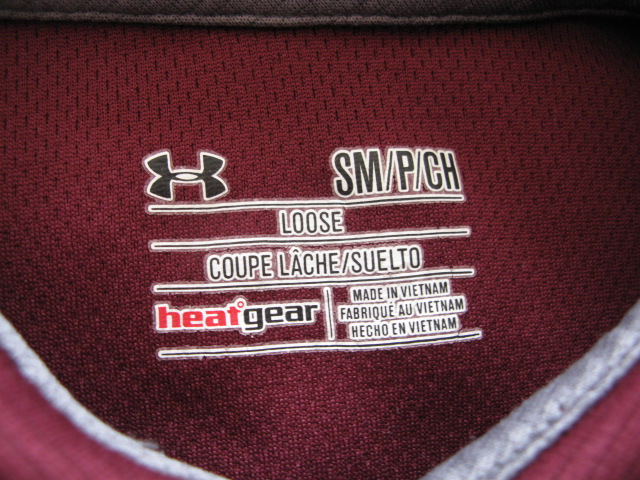 SM/P/CH
LOOSE
COUPE LÂCHE/SUELTO
heatgear
MADE IN VIETNAM
FABRIQUÉ AU VIETNAM
HECHO EN VIETNAM